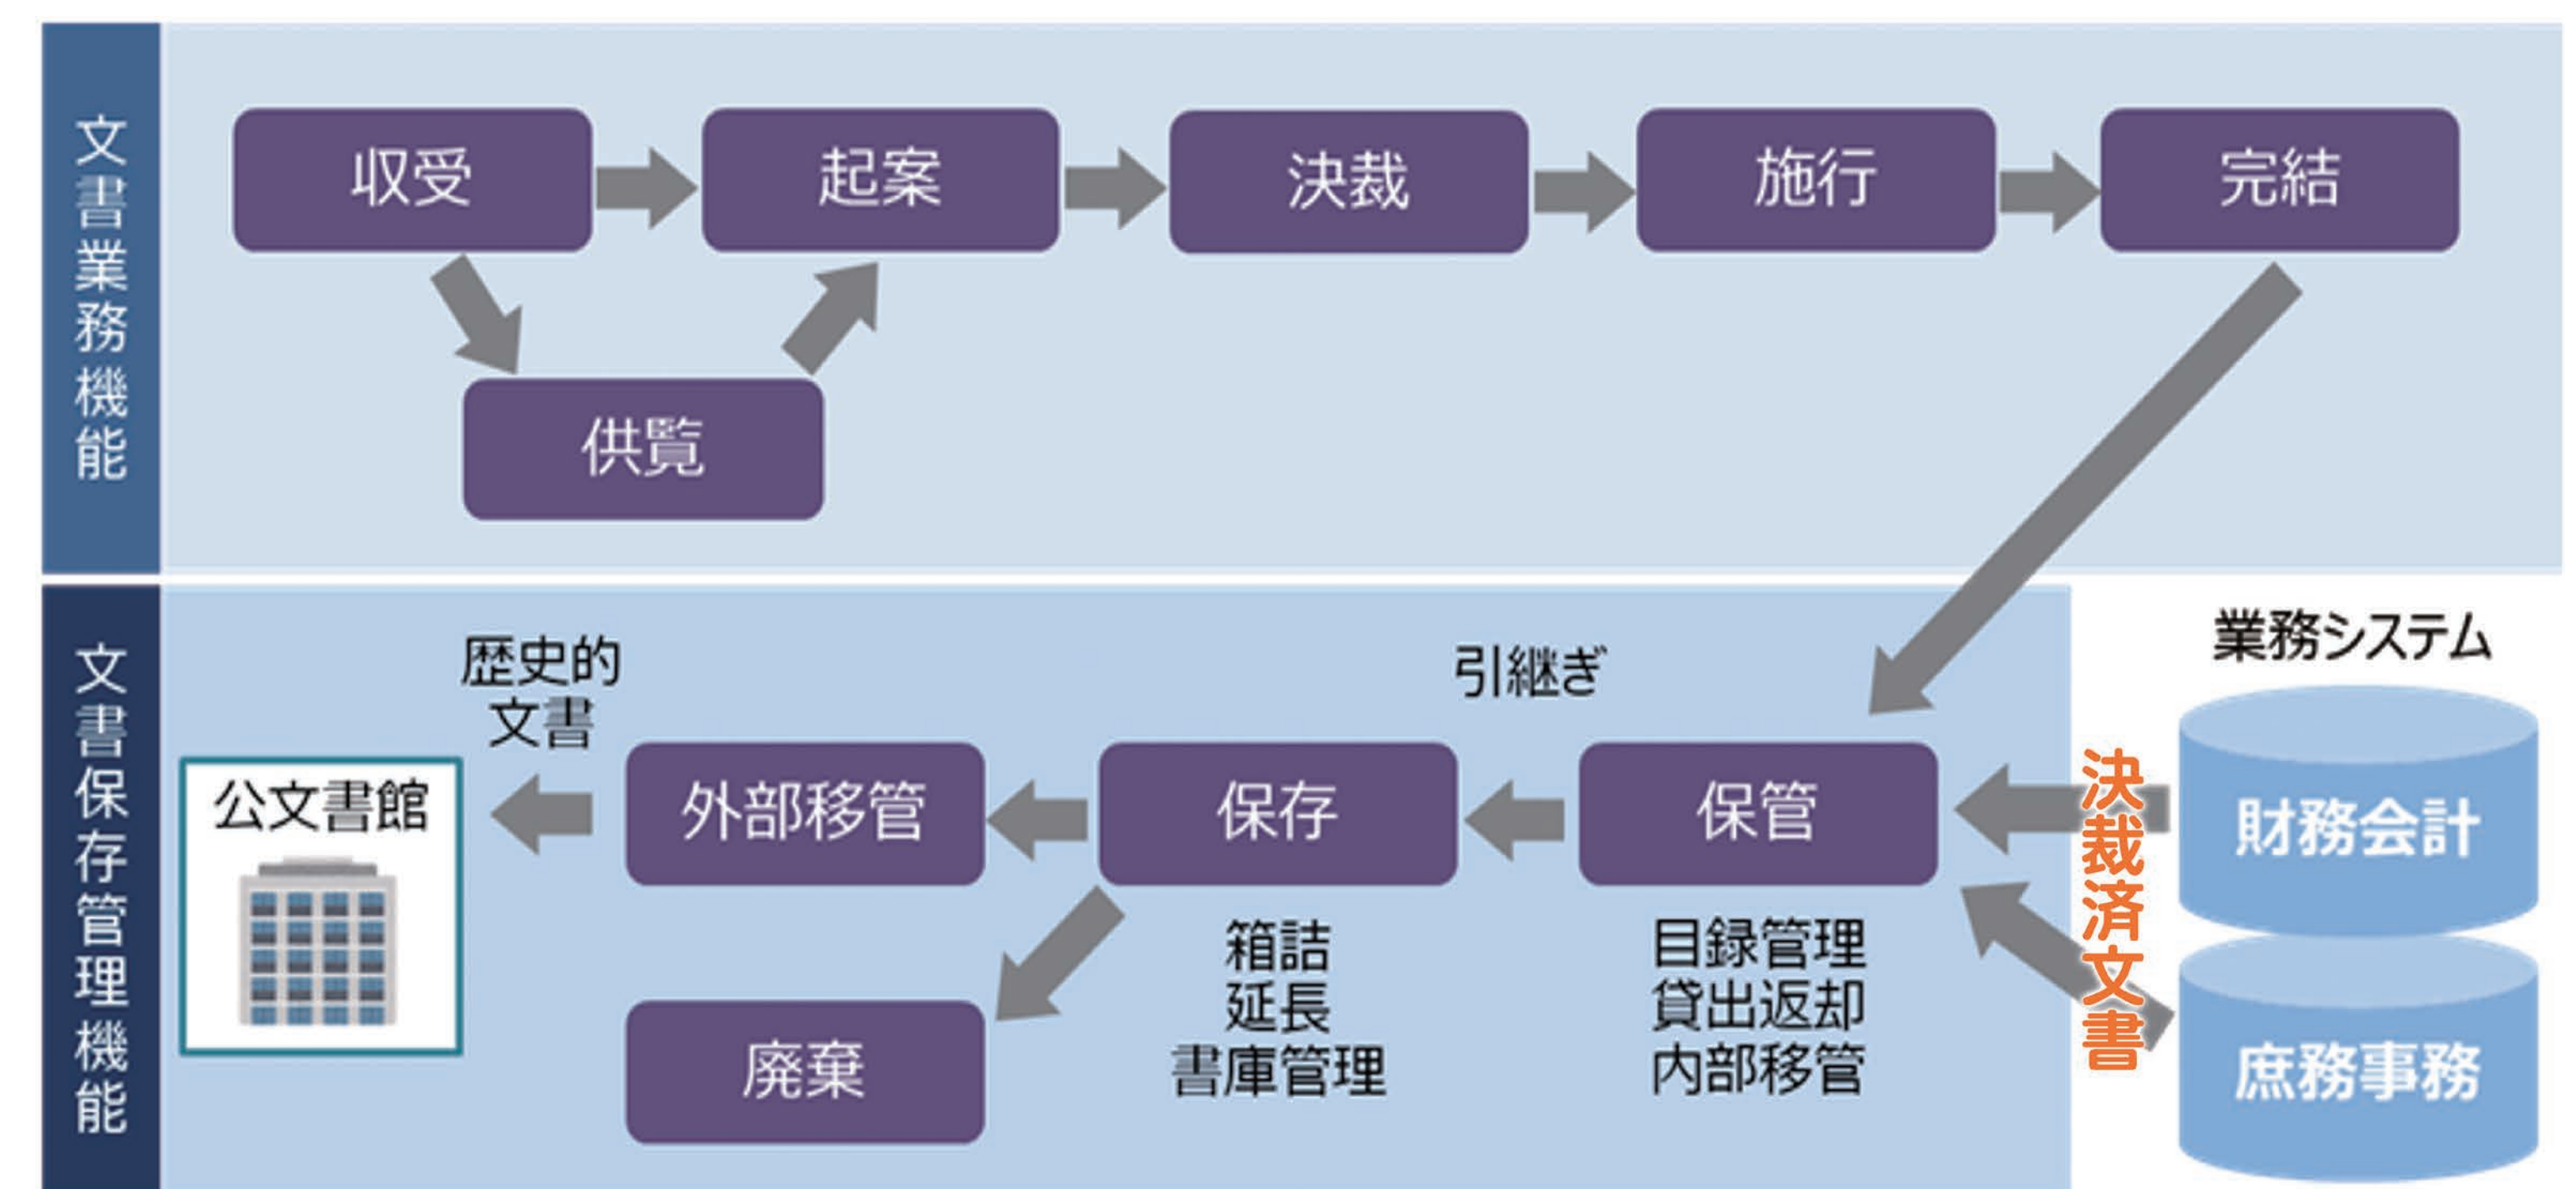 文書業務機能
収受
起案
決裁
施行
完結
供覧
文書保存管理機能
歴史的
文書
引継ぎ
業務システム
公文書館
外部移管
保存
保管
決裁済文書
財務会計
廃棄
箱詰
延長
書庫管理
目録管理
貸出返却
内部移管
庶務事務